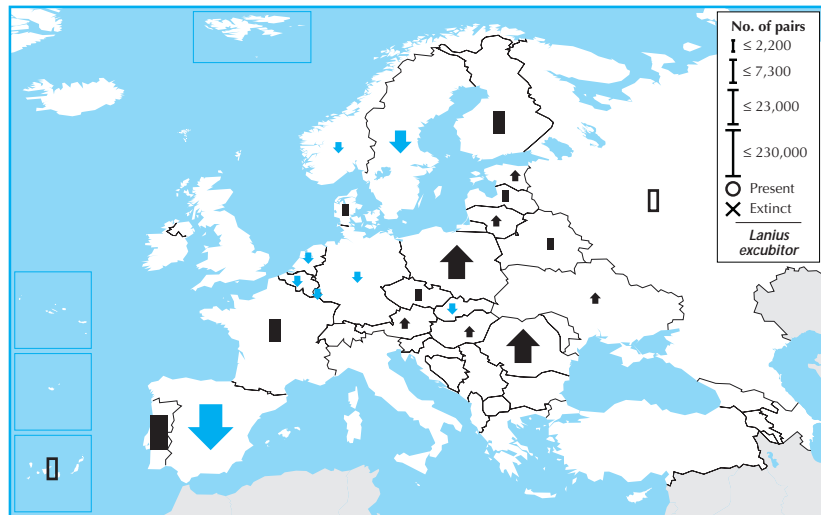 No. of pairs
≤ 2,200
≤ 7,300
≤ 23,000
≤ 230,000
Present
Extinct
Lanius
excubitor